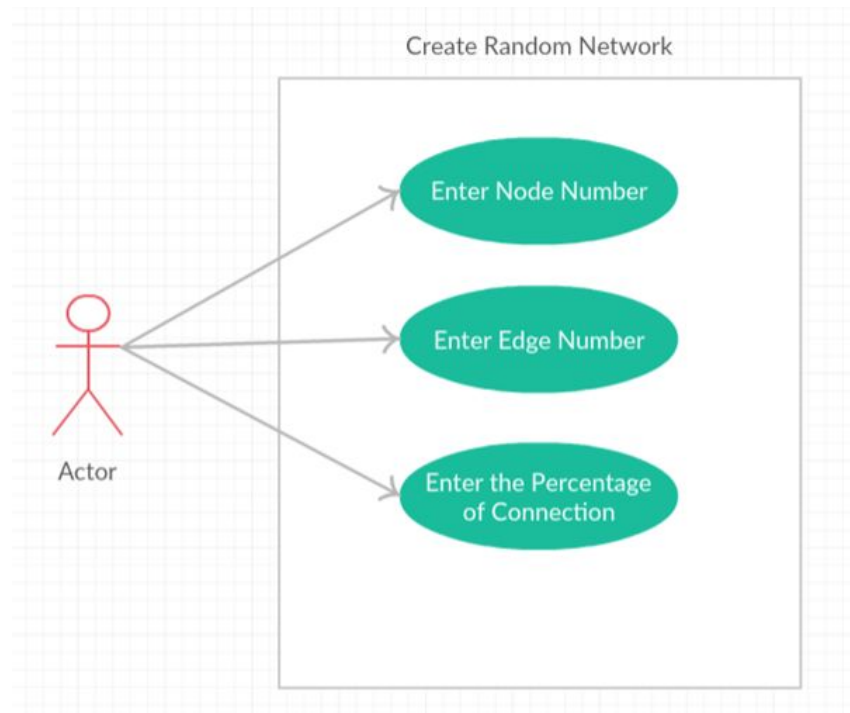 Create Random Network
Enter Node Number
Enter Edge Number
Actor
Enter the Percentage
of Connection